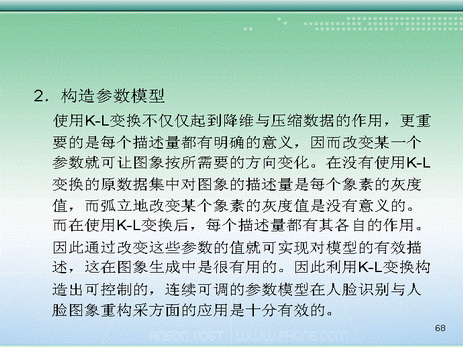 2．构造参数模型
使用K-L变换不仅仅起到降维与压缩数据的作用，更重
要的是每个描述量都有明确的意义，因而改变某一个
参数就可让图象按所需要的方向变化。在没有使用K-L
变换的原数据集中对图象的描述量是每个象素的灰度
值，而弧立地改变某个象素的灰度值是没有意义的。
而在使用K-L变换后，每个描述量都有其各自的作用。
因此通过改变这些参数的值就可实现对模型的有效描
述，这在图象生成中是很有用的。因此利用K-L变换构
造出可控制的，连续可调的参数模型在人脸识别与人
脸图象重构采方面的应用是十分有效的。
68